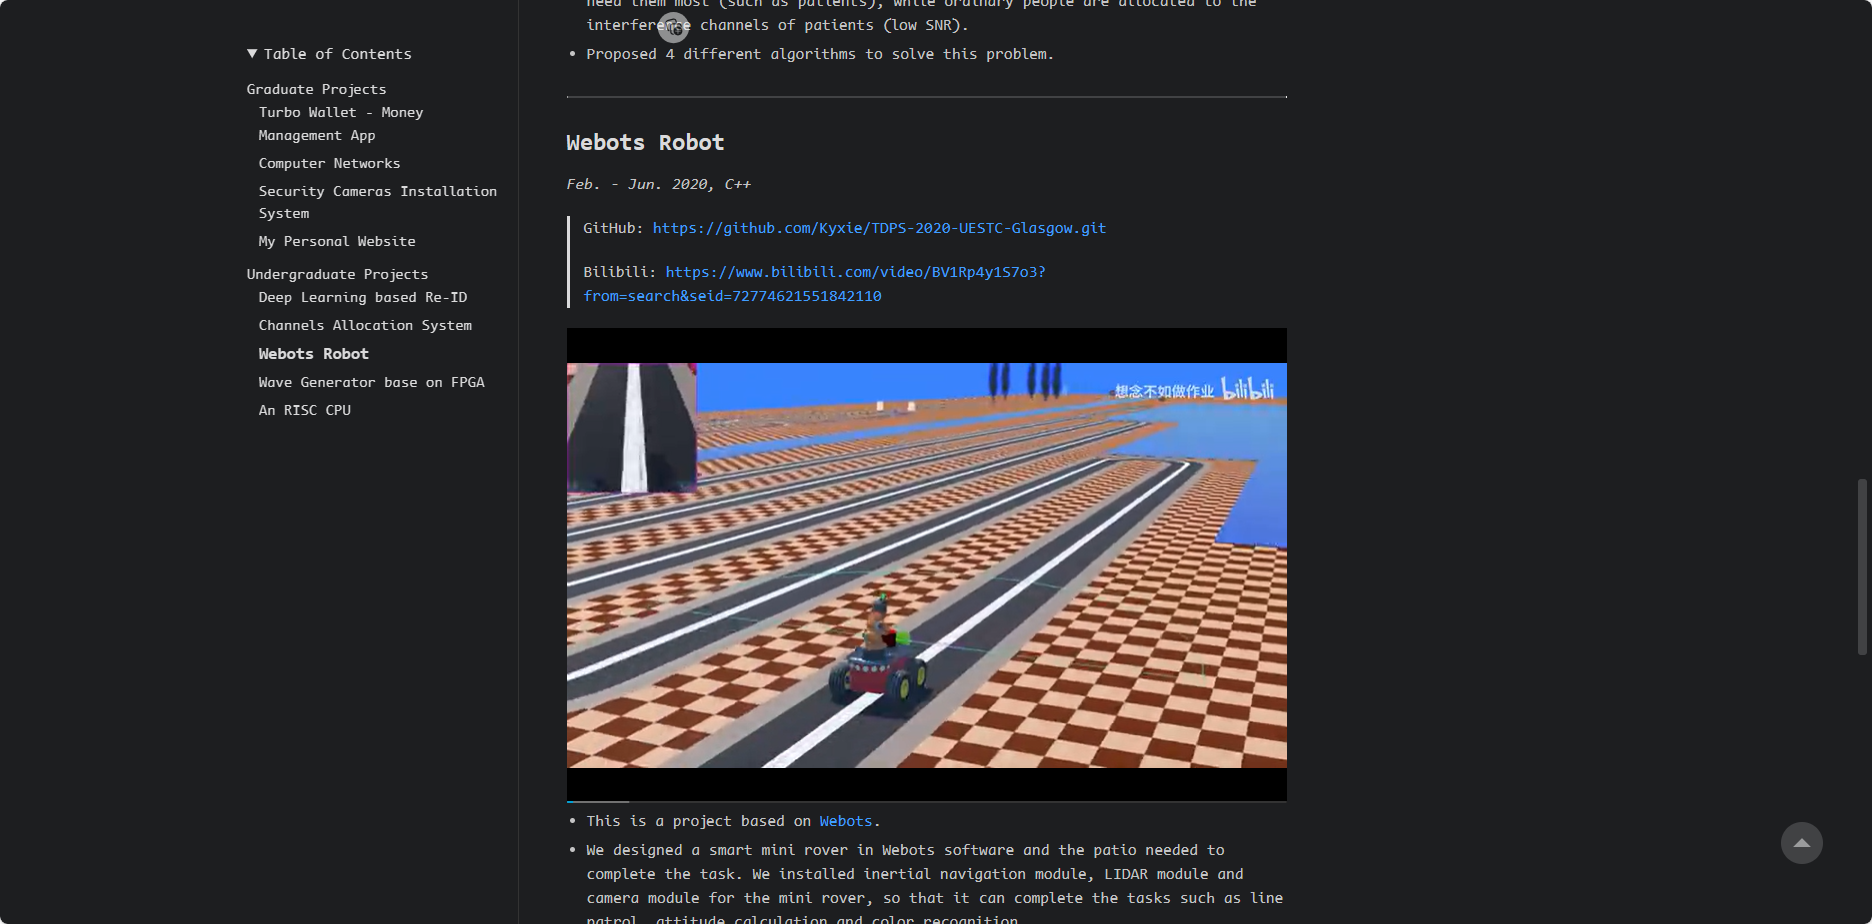 ▼ Table of Contents
Graduate Projects
Turbo Wallet - Money
Management App
Computer Networks
Security Cameras Installation
System
My Personal Website
Undergraduate Projects
Deep Learning based Re-ID
Channels Allocation System
Webots Robot
Wave Generator base on FPGA
An RISC CPU
need them most (such as patients), while ordinary people are allocated to the
interference channels of patients (low SNR).
• Proposed 4 different algorithms to solve this problem.
Webots Robot
Feb. - Jun. 2020, C++
GitHub: https://github.com/Kyxie/TDPS-2020-UESTC-Glasgow.git
Bilibili: https://www.bilibili.com/video/BV1Rp4y1S7o3?
from=search&seid=72774621551842110
想念不如做作业 bilibili
• This is a project based on Webots.
• We designed a smart mini rover in Webots software and the patio needed to
complete the task. We installed inertial navigation module, LIDAR module and
camera module for the mini rover, so that it can complete the tasks such as line
patrol, attitude calculation and color recognition.